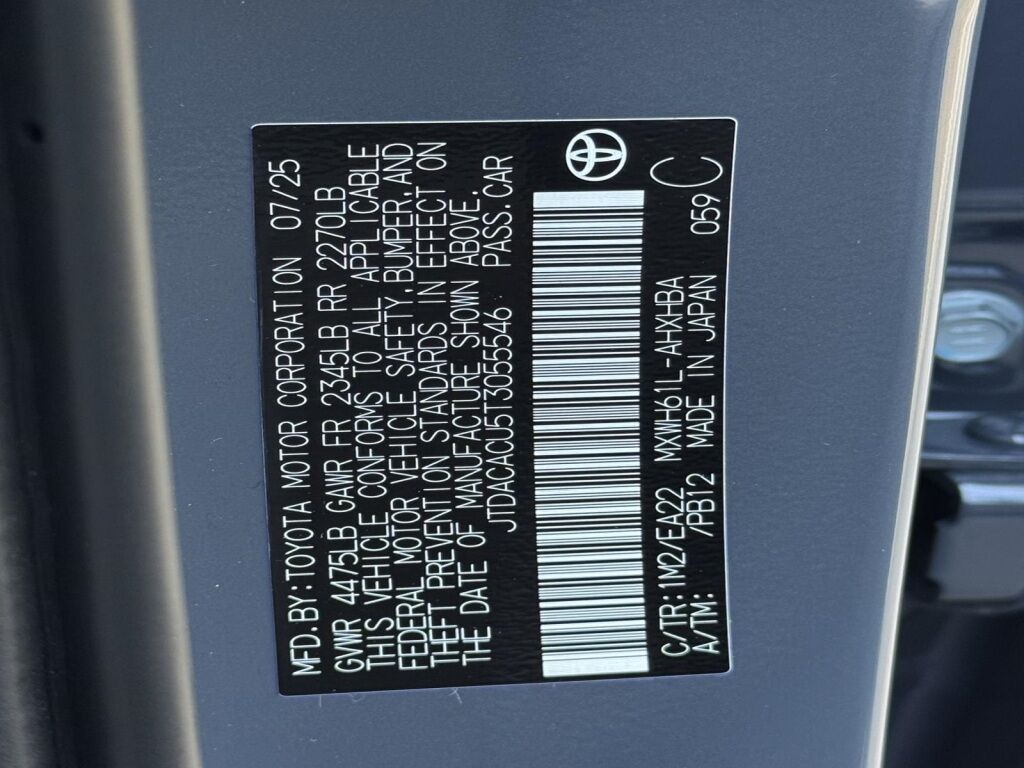 MFD.BY:TOYOTA MOTOR CORPORATION 07/25
GVWR 4475LB GAWR FR 2345LB RR 2270LB
THIS VEHICLE CONFORMS TO ALL APPLICABLE
FEDERAL MOTOR VEHICLE SAFETY,BUMPER,AND
THEFT PREVENTION STANDARDS IN EFFECT ON
THE DATE OF MANUFACTURE SHOWN ABOVE.
JTDACACU5T3055546 PASS.CAR
C/TR:1M2/EA22 MXWH61L-AHXHBA
A/TM: /PB12 MADE IN JAPAN 059 C